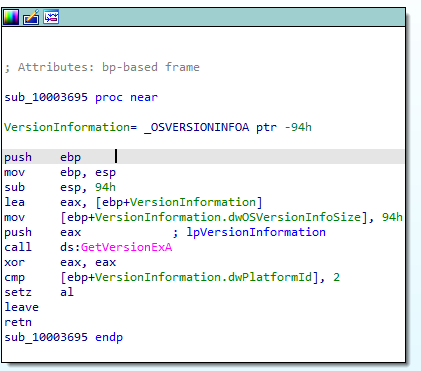 ; Attributes: bp-based frame
sub_10003695 proc near
VersionInformation= _OSVERSIONINFOA ptr -94h
push    ebp
mov     ebp, esp
sub     esp, 94h
lea     eax, [ebp+VersionInformation]
mov     [ebp+VersionInformation.dwOSVersionInfoSize], 94h
push    eax             ; lpVersionInformation
call    ds:GetVersionExA
xor     eax, eax
cmp     [ebp+VersionInformation.dwPlatformId], 2
setz    al
leave
retn
sub_10003695 endp